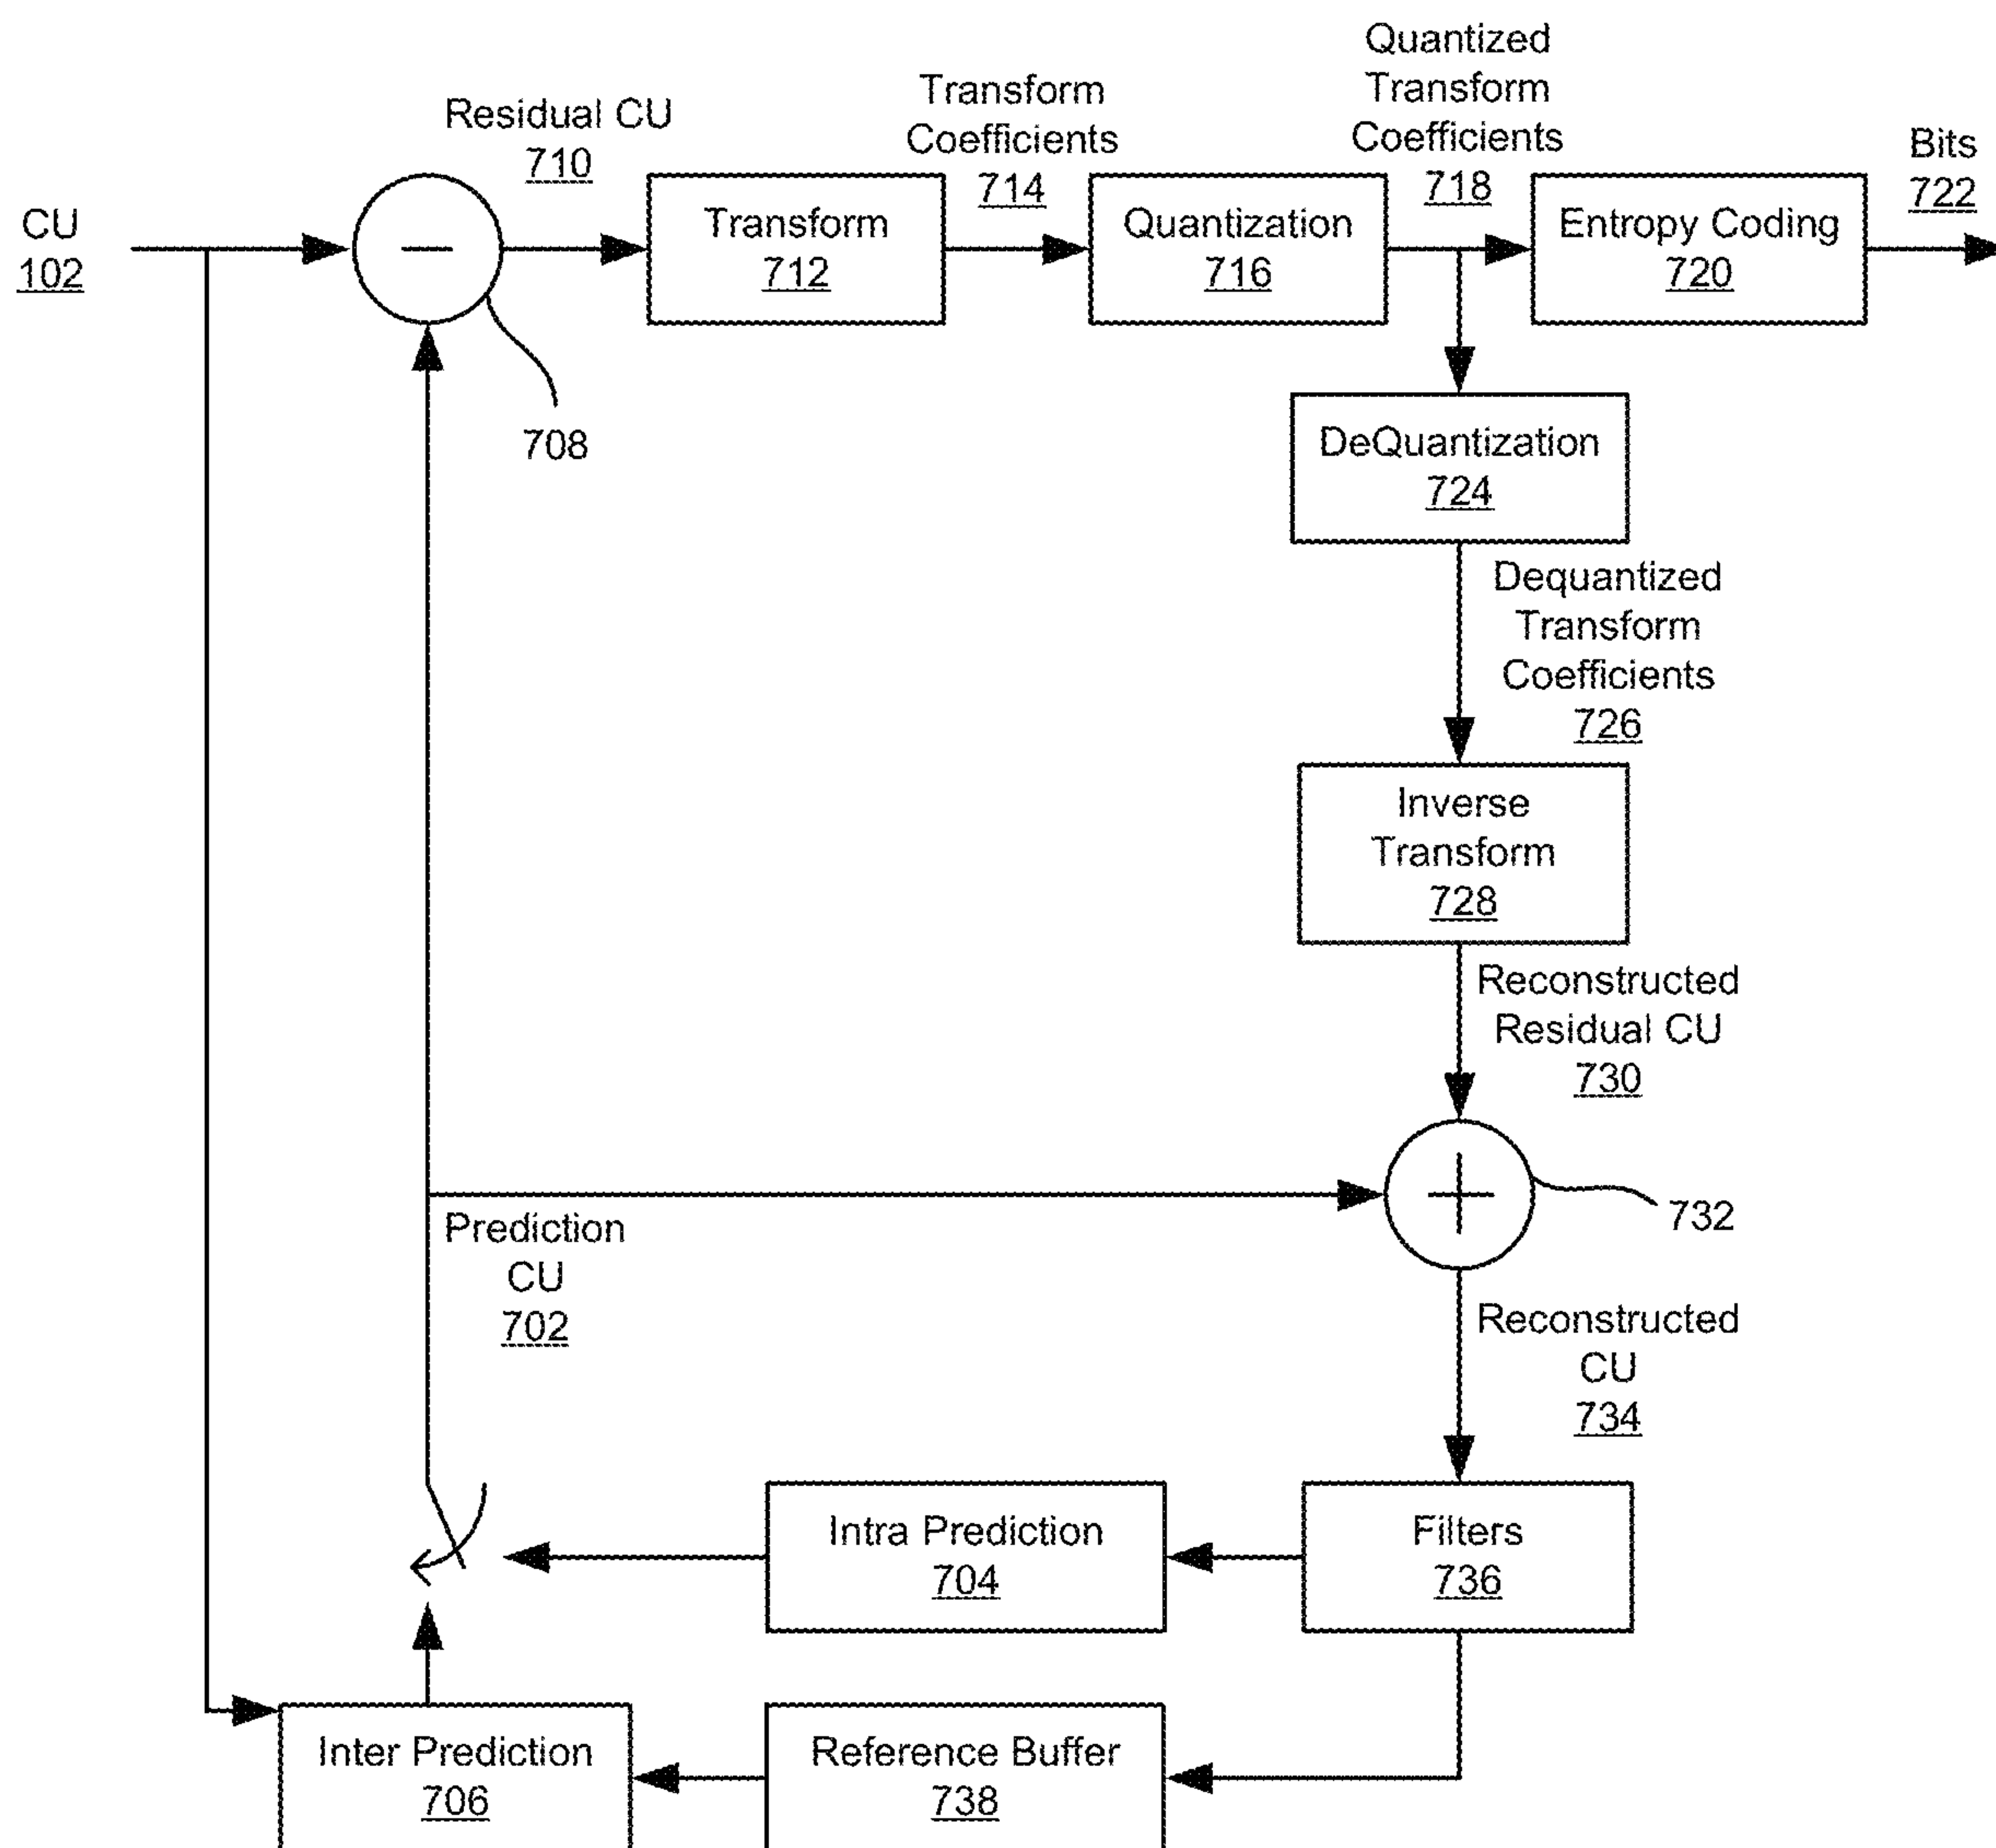 CU
102
Residual CU
710
Transform
712
Transform
Coefficients
714
Quantization
716
Quantized
Transform
Coefficients
718
Entropy Coding
720
Bits
722
708
DeQuantization
724
Dequantized
Transform
Coefficients
726
Inverse
Transform
728
Reconstructed
Residual CU
730
732
Prediction
CU
702
Reconstructed
CU
734
Intra Prediction
704
Filters
736
Inter Prediction
706
Reference Buffer
738